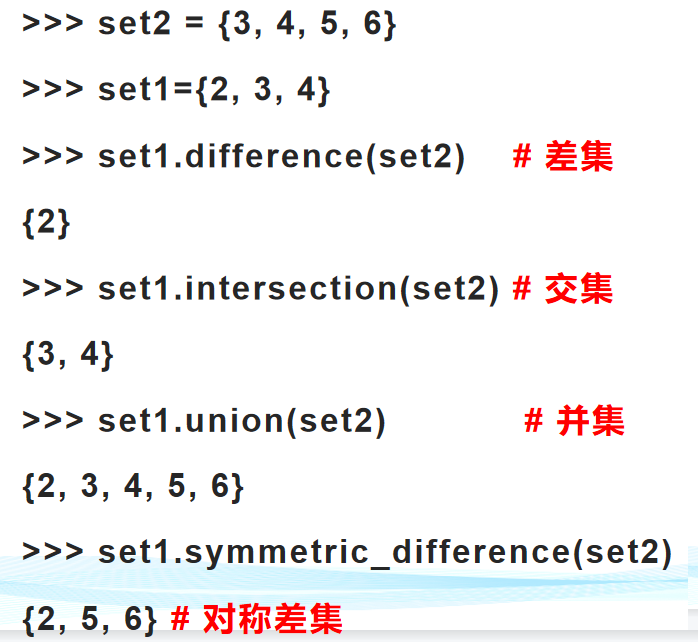 >>> set2 = {3, 4, 5, 6}
>>> set1={2, 3, 4}
>>> set1.difference(set2) # 差集
{2}
>>> set1.intersection(set2) # 交集
{3, 4}
>>> set1.union(set2) # 并集
{2, 3, 4, 5, 6}
>>> set1.symmetric_difference(set2)
{2, 5, 6} # 对称差集